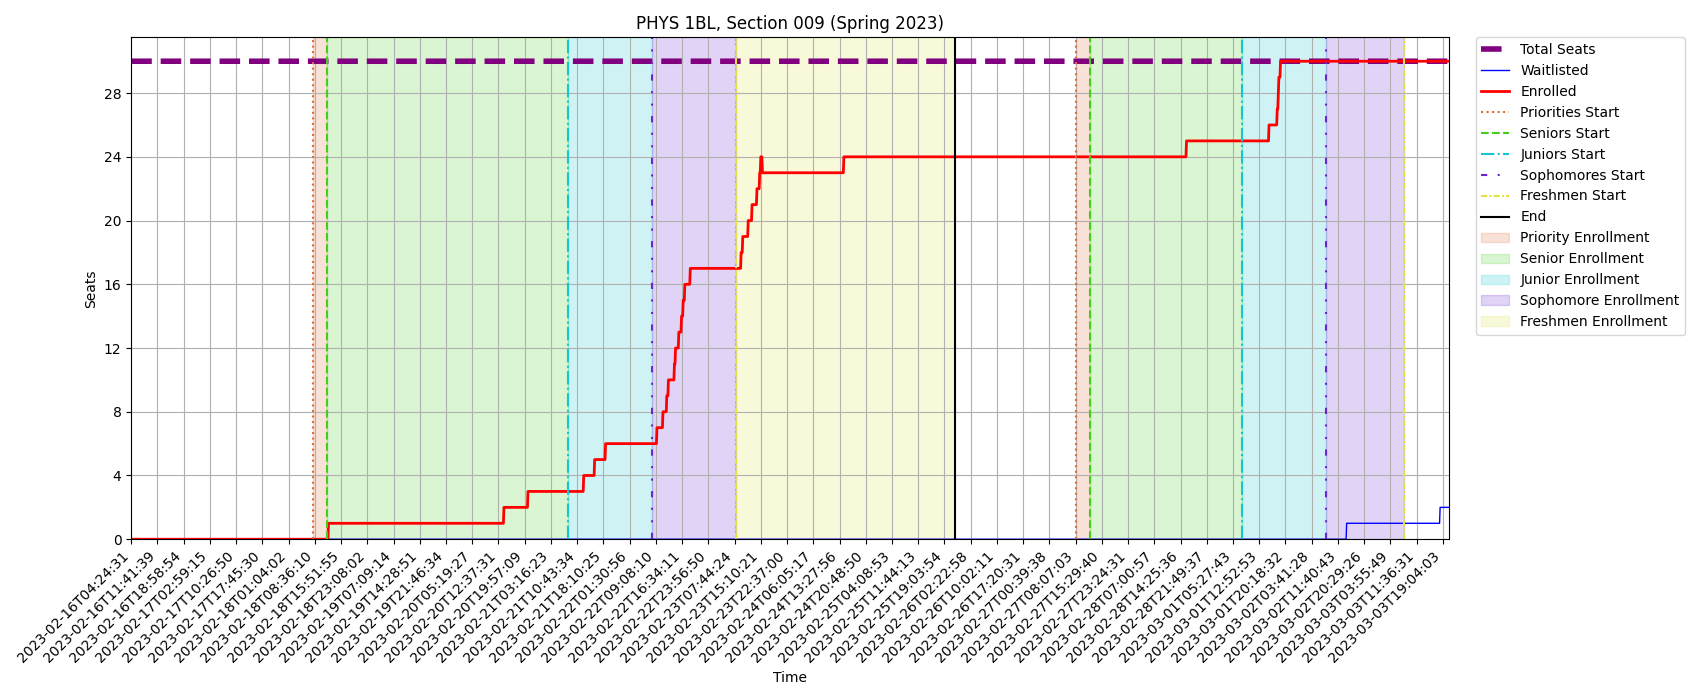 PHYS 1BL, Section 009 (Spring 2023)
Total Seats
Waitlisted
Enrolled
Priorities Start
Seniors Start
Juniors Start
Sophomores Start
Freshmen Start
End
Priority Enrollment
Senior Enrollment
Junior Enrollment
Sophomore Enrollment
Freshmen Enrollment
Seats
28
24
20
16
12
8
4
0
2023-02-16T04:24:31
2023-02-16T11:41:39
2023-02-16T18:58:54
2023-02-17T02:59:15
2023-02-17T10:26:50
2023-02-17T17:45:30
2023-02-18T01:04:02
2023-02-18T08:36:10
2023-02-18T15:51:55
2023-02-18T23:08:02
2023-02-19T07:09:14
2023-02-19T14:28:51
2023-02-19T21:46:34
2023-02-20T05:19:27
2023-02-20T12:37:31
2023-02-20T19:57:09
2023-02-21T03:16:23
2023-02-21T10:43:34
2023-02-21T18:10:25
2023-02-22T01:30:56
2023-02-22T09:08:10
2023-02-22T16:34:11
2023-02-22T23:56:50
2023-02-23T07:44:24
2023-02-23T15:10:21
2023-02-23T22:37:00
2023-02-24T06:05:17
2023-02-24T13:27:56
2023-02-24T20:48:50
2023-02-25T04:08:53
2023-02-25T11:44:13
2023-02-25T19:03:54
2023-02-26T02:22:58
2023-02-26T10:02:11
2023-02-26T17:20:31
2023-02-27T00:39:38
2023-02-27T08:07:03
2023-02-27T15:29:40
2023-02-27T23:24:31
2023-02-28T07:00:57
2023-02-28T14:25:36
2023-02-28T21:49:37
2023-03-01T05:27:43
2023-03-01T12:52:53
2023-03-01T20:18:32
2023-03-02T03:41:28
2023-03-02T11:40:43
2023-03-02T20:29:26
2023-03-03T03:55:49
2023-03-03T11:36:31
2023-03-03T19:04:03
Time